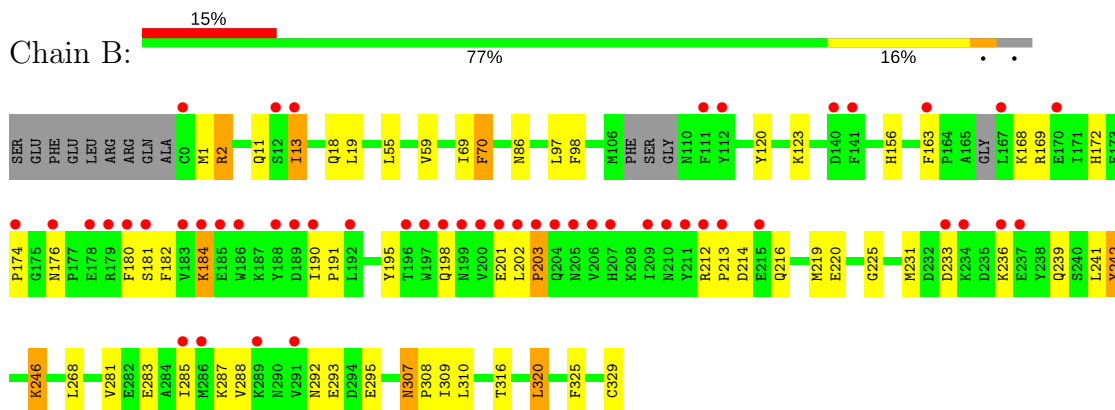 15%
Chain B:
77%
16%
SER GLU PHE GLU LEU ARG ARG GLN ALA C0 M1 R2 Q11 S12 I13 Q18 L19 L55 V59 I69 F70 N86 L97 F98 M106 PHE SER GLY N110 F111 Y112 Y120 K123 D140 F141 H156 F163 P164 A165 GLY L167 K168 R169 E170 I171 H172 E173
P174 G175 N176 P177 E178 R179 F180 S181 F182 V183 K184 E185 W186 K187 Y188 D189 I190 P191 L192 Y195 T196 W197 Q198 N199 V200 E201 L202 P203 Q204 N205 V206 H207 K208 I209 N210 Y211 R212 P213 D214 E215 Q216 M219 E220 G225 M231 D232 D233 K234 D235 K236 E237 Y238 Q239 S240 L241
K246 L268 V281 E282 E283 A284 I285 M286 K287 V288 K289 N290 V291 N292 E293 D294 E295 N307 P308 I309 L310 T316 L320 F325 C329